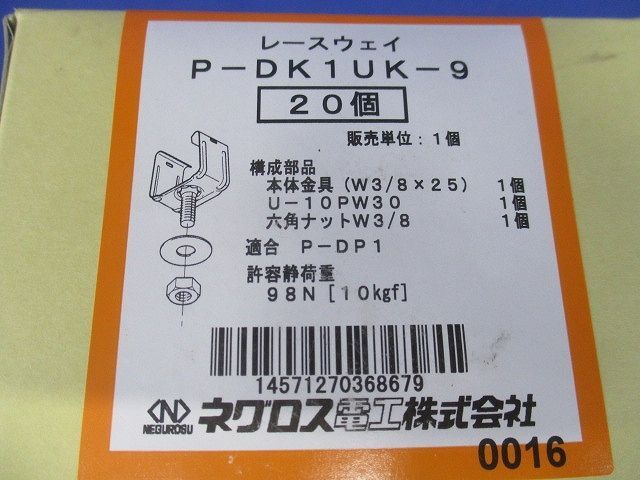 レースウェイ
P－DK1UK－9
20個
販売単位：1個
構成部品
本体金具（W3/8×25） 1個
U－10PW30 1個
六角ナットW3/8 1個
適合 P－DP1
許容静荷重
98N［10kgf］
14571270368679
N
NEGUROSU
ネグロス電工株式会社
0016